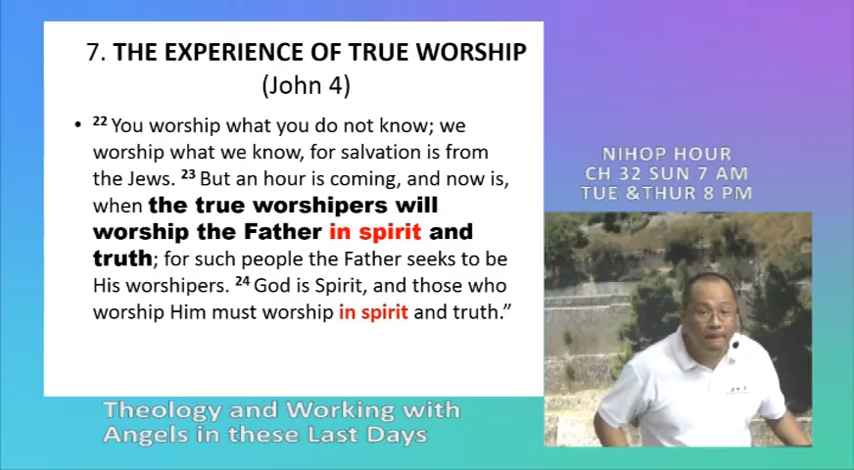 7. THE EXPERIENCE OF TRUE WORSHIP
(John 4)
• 22 You worship what you do not know; we
worship what we know, for salvation is from
the Jews. 23 But an hour is coming, and now is,
when the true worshipers will
worship the Father in spirit and
truth; for such people the Father seeks to be
His worshipers. 24 God is Spirit, and those who
worship Him must worship in spirit and truth.”
NIHOP HOUR
CH 32 SUN 7 AM
TUE &THUR 8 PM
Theology and Working with
Angels in these Last Days